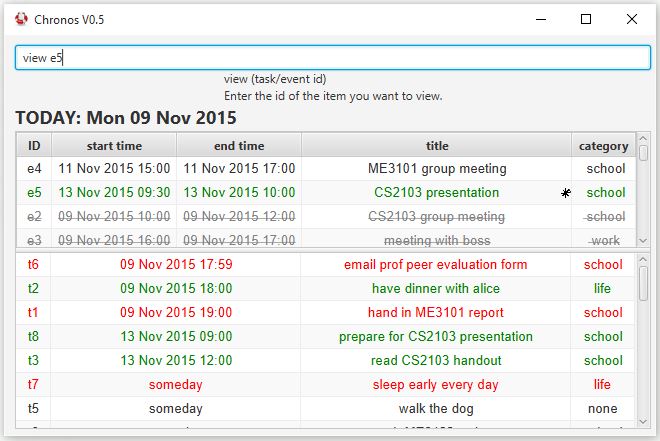 Chronos V0.5
view e5
view (task/event id)
Enter the id of the item you want to view.
TODAY: Mon 09 Nov 2015
ID start time end time title category
e4 11 Nov 2015 15:00 11 Nov 2015 17:00 ME3101 group meeting school
e5 13 Nov 2015 09:30 13 Nov 2015 10:00 CS2103 presentation * school
e2 09 Nov 2015 10:00 09 Nov 2015 12:00 CS2103 group meeting school
e3 09 Nov 2015 16:00 09 Nov 2015 17:00 meeting with boss work
t6 09 Nov 2015 17:59 email prof peer evaluation form school
t2 09 Nov 2015 18:00 have dinner with alice life
t1 09 Nov 2015 19:00 hand in ME3101 report school
t8 13 Nov 2015 09:00 prepare for CS2103 presentation school
t3 13 Nov 2015 12:00 read CS2103 handout school
t7 someday sleep early every day life
t5 someday walk the dog none